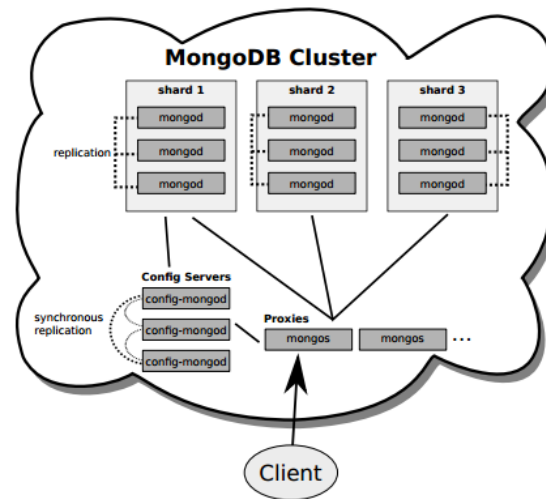 MongoDB Cluster
shard 1
shard 2
shard 3
mongod
mongod
mongod
mongod
mongod
mongod
mongod
mongod
mongod
replication
Config Servers
config-mongod
config-mongod
config-mongod
synchronous
replication
Proxies
mongos
mongos
...
Client